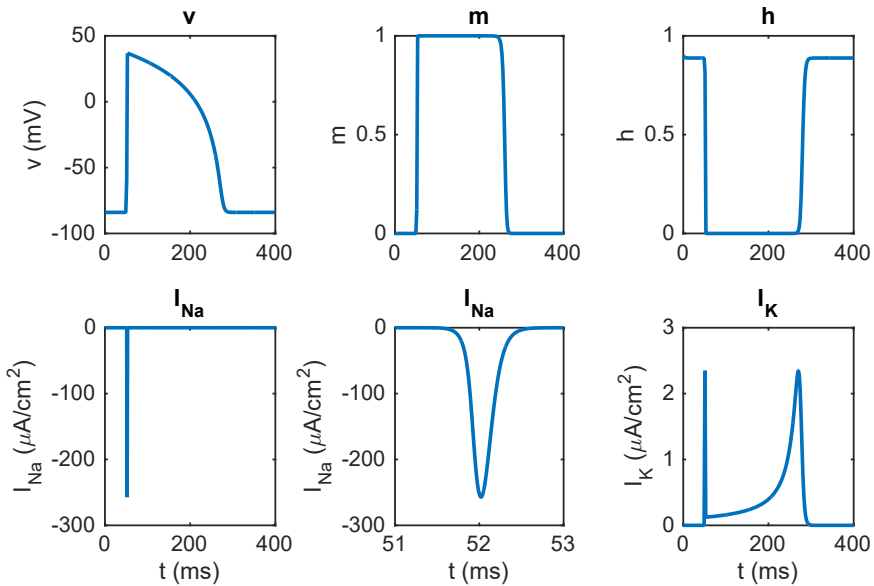 v
m
h
50
0
-50
-100
v (mV)
0 200 400
1
0.5
0
m
0 200 400
1
0.5
0
h
0 200 400
I_Na
I_Na
I_K
0
-100
-200
-300
I_Na (μA/cm²)
0 200 400
t (ms)
0
-100
-200
-300
I_Na (μA/cm²)
51 52 53
t (ms)
3
2
1
0
I_K (μA/cm²)
0 200 400
t (ms)